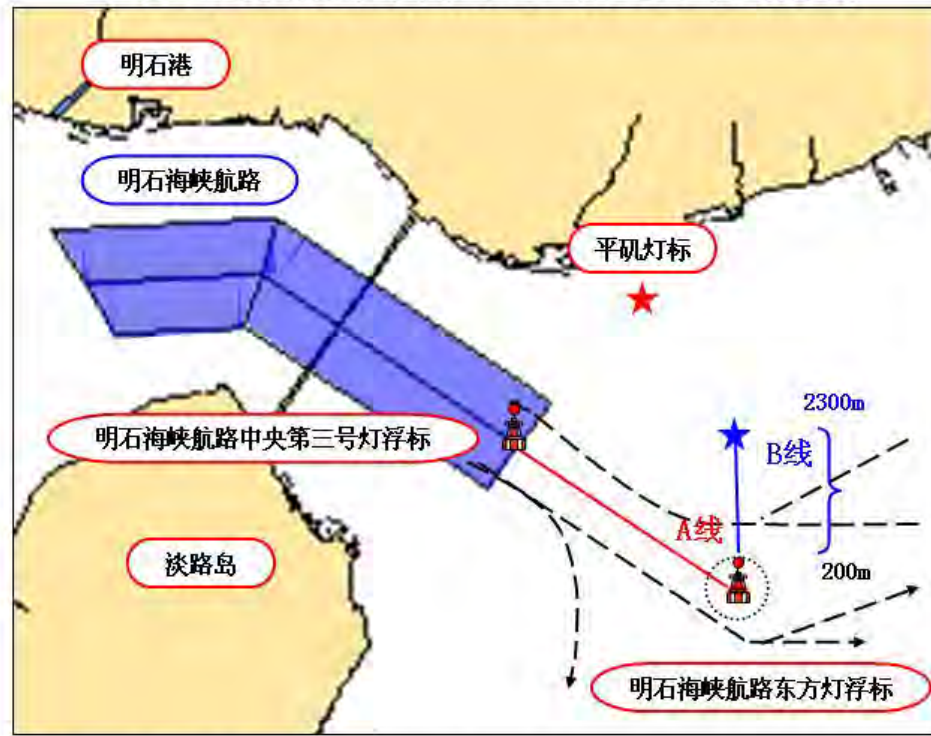 明石港
明石海峡航路
平矶灯标
2300m
B线
明石海峡航路中央第三号灯浮标
A线
淡路岛
200m
明石海峡航路东方灯浮标